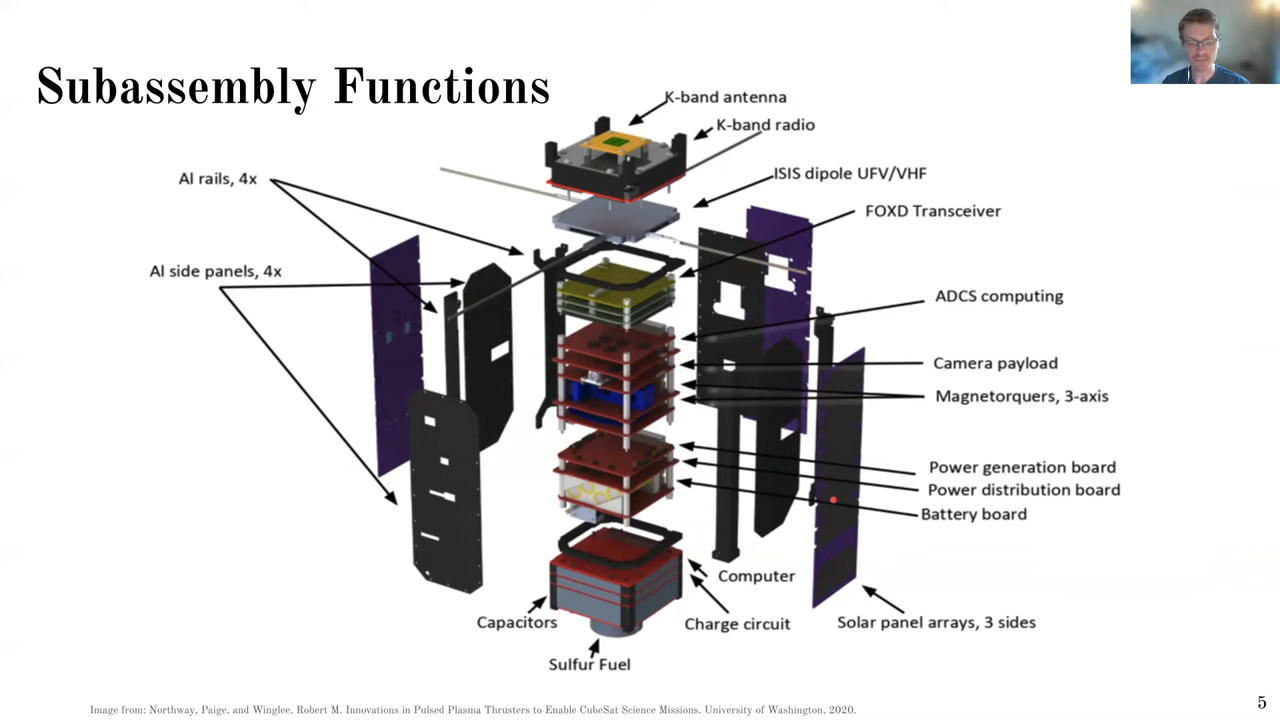 Subassembly Functions
K-band antenna
K-band radio
Al rails, 4x
ISIS dipole UFV/VHF
FOXD Transceiver
Al side panels, 4x
ADCS computing
Camera payload
Magnetorquers, 3-axis
Power generation board
Power distribution board
Battery board
Computer
Capacitors
Charge circuit
Solar panel arrays, 3 sides
Sulfur Fuel
Image from: Northway, Paige, and Winglee, Robert M. Innovations in Pulsed Plasma Thrusters to Enable CubeSat Science Missions. University of Washington, 2020.
5